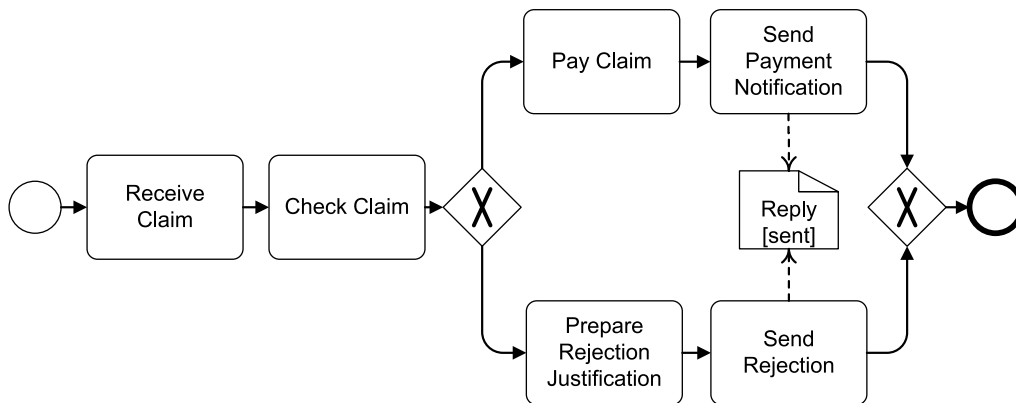 Receive
Claim
Check Claim
Pay Claim
Send
Payment
Notification
Reply
[sent]
Prepare
Rejection
Justification
Send
Rejection